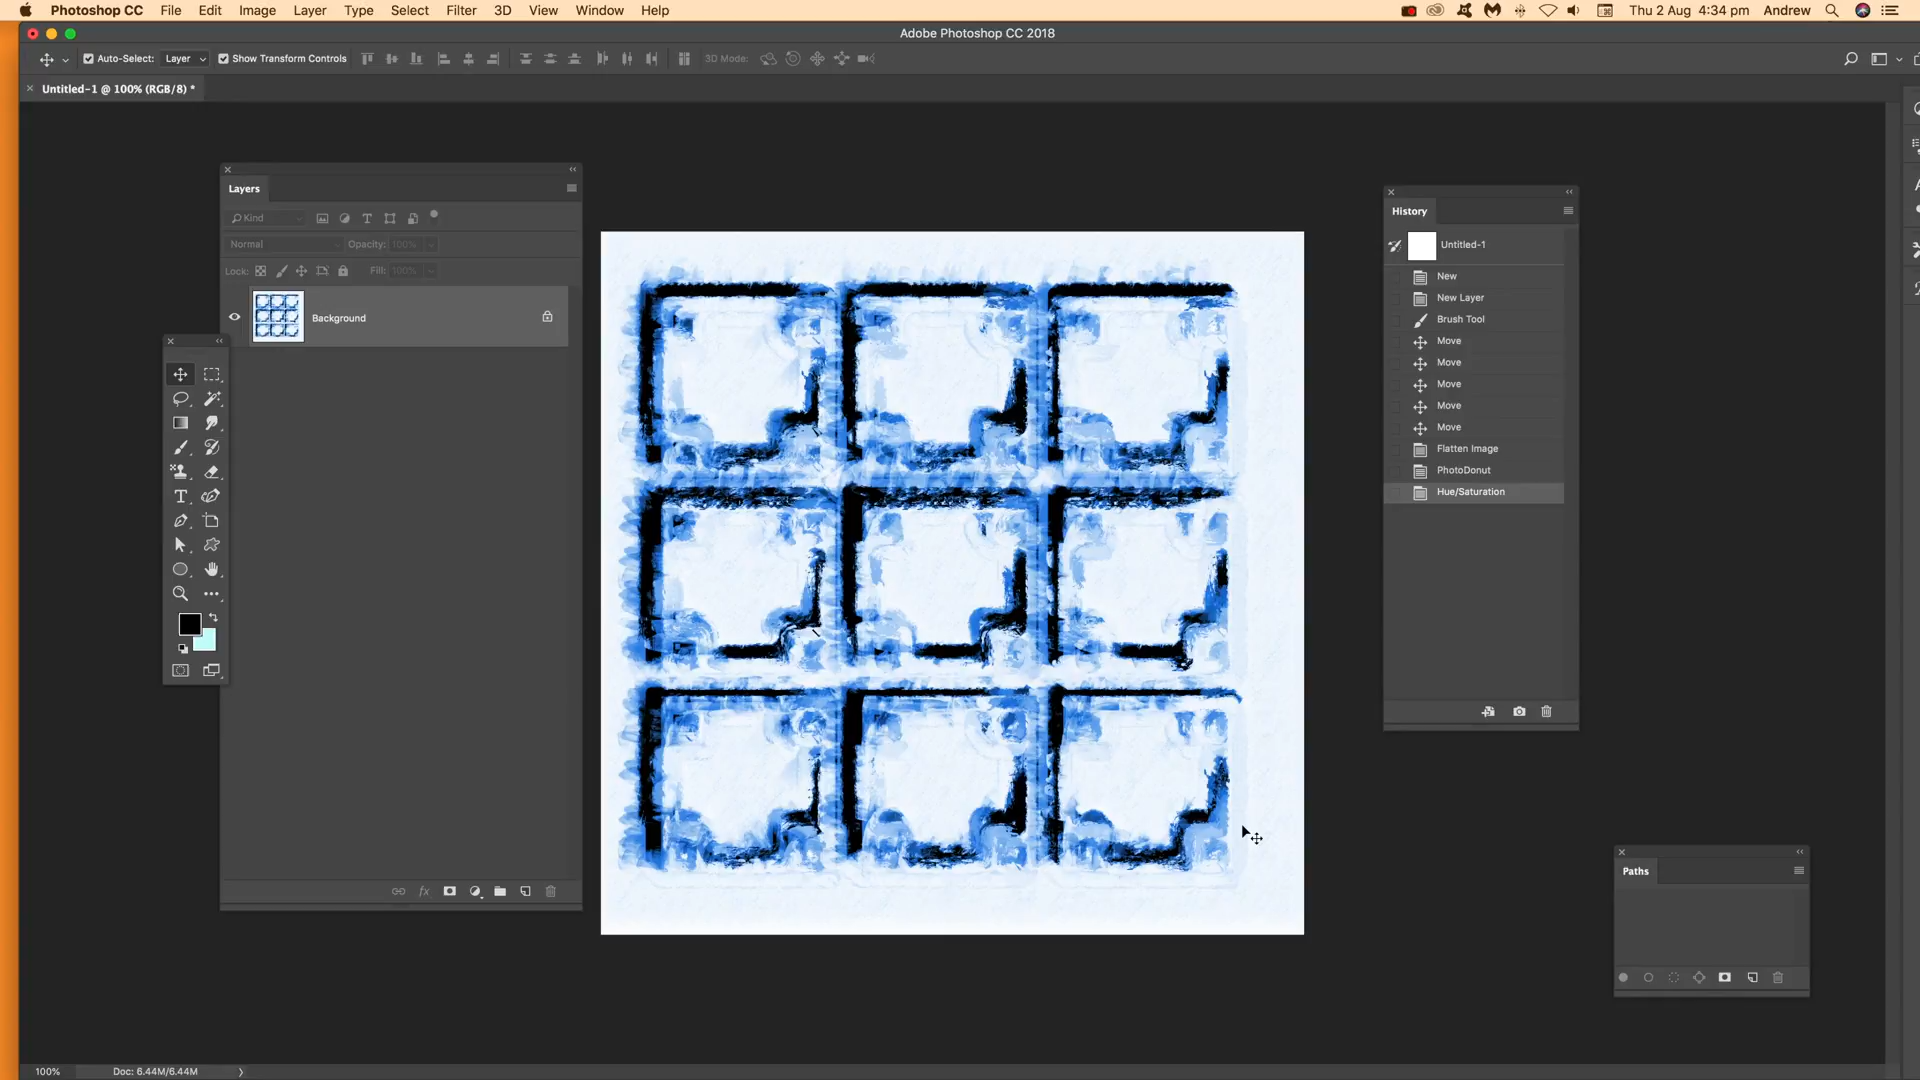 Photoshop CC File Edit Image Layer Type Select Filter 3D View Window Help Thu 2 Aug 4:34 pm Andrew
Adobe Photoshop CC 2018
Auto-Select: Layer Show Transform Controls 3D Mode:
Untitled-1 @ 100% (RGB/8) *
Layers
Kind
Normal Opacity: 100%
Lock: Fill: 100%
Background
History
Untitled-1
New
New Layer
Brush Tool
Move
Move
Move
Move
Move
Flatten Image
PhotoDonut
Hue/Saturation
Paths
100% Doc: 6.44M/6.44M